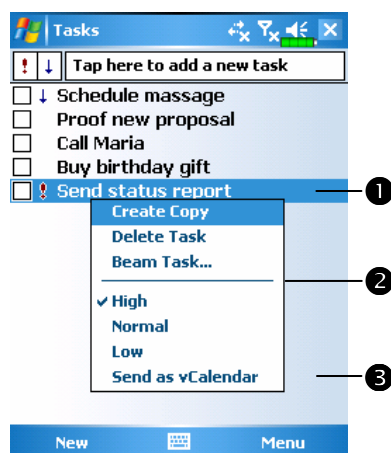 Tasks
! ↓ Tap here to add a new task
↓ Schedule massage
Proof new proposal
Call Maria
Buy birthday gift
! Send status report
1
Create Copy
Delete Task
Beam Task...
2
✓ High
Normal
Low
Send as vCalendar
3
New Menu